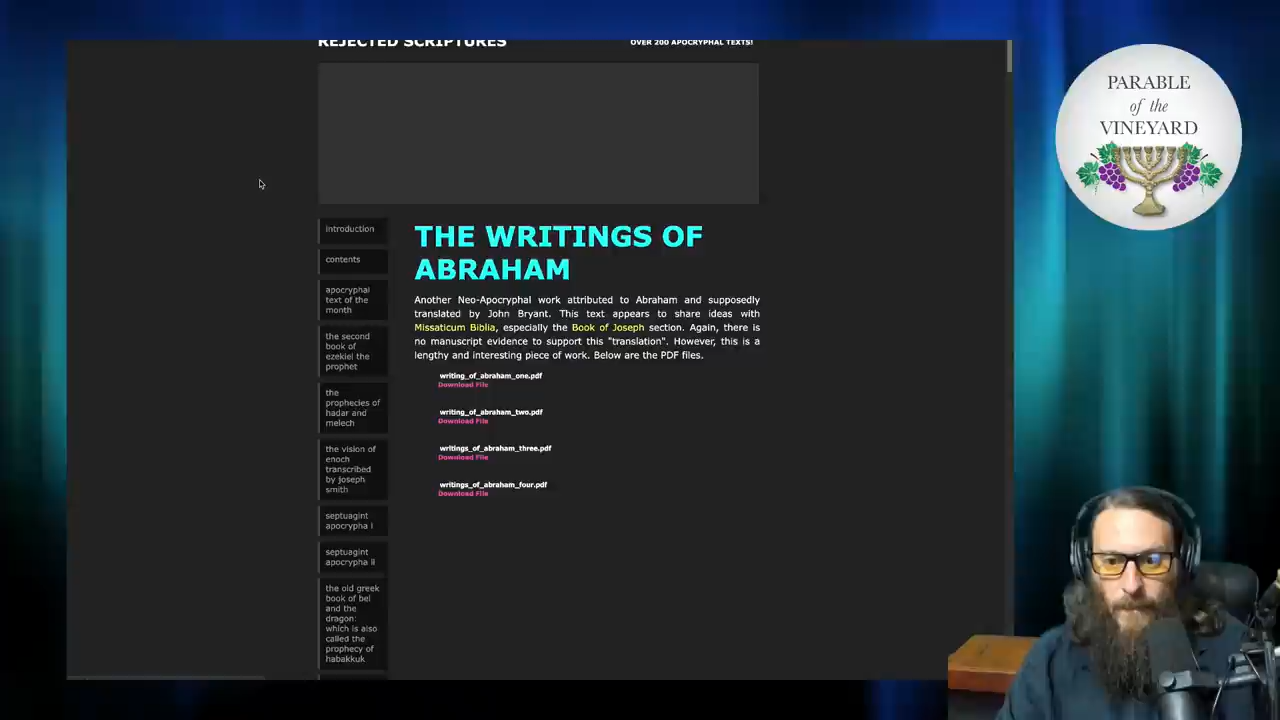 REJECTED SCRIPTURES
OVER 200 APOCRYPHAL TEXTS!
PARABLE
of the
VINEYARD
introduction
contents
apocryphal
text of the
month
the second
book of
ezekiel the
prophet
the
prophecies of
hadar and
melech
the vision of
enoch
transcribed
by joseph
smith
septuagint
apocrypha i
septuagint
apocrypha ii
the old greek
book of bel
and the
dragon:
which is also
called the
prophecy of
habakkuk
THE WRITINGS OF
ABRAHAM
Another Neo-Apocryphal work attributed to Abraham and supposedly
translated by John Bryant. This text appears to share ideas with
Missaticum Biblia, especially the Book of Joseph section. Again, there is
no manuscript evidence to support this "translation". However, this is a
lengthy and interesting piece of work. Below are the PDF files.
writing_of_abraham_one.pdf
Download File
writing_of_abraham_two.pdf
Download File
writings_of_abraham_three.pdf
Download File
writings_of_abraham_four.pdf
Download File